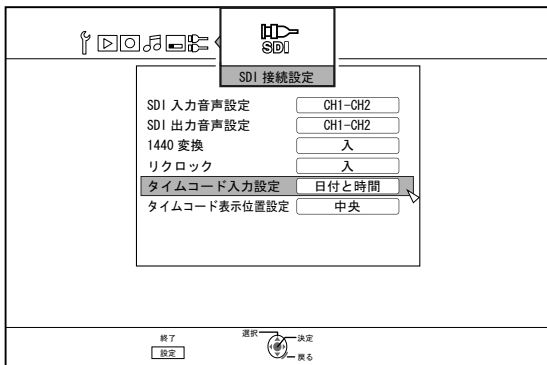 SDI
SDI 接続設定
SDI 入力音声設定 CH1-CH2
SDI 出力音声設定 CH1-CH2
1440 変換 入
リクロック 入
タイムコード入力設定 日付と時間
タイムコード表示位置設定 中央
終了
設定
選択
決定
戻る